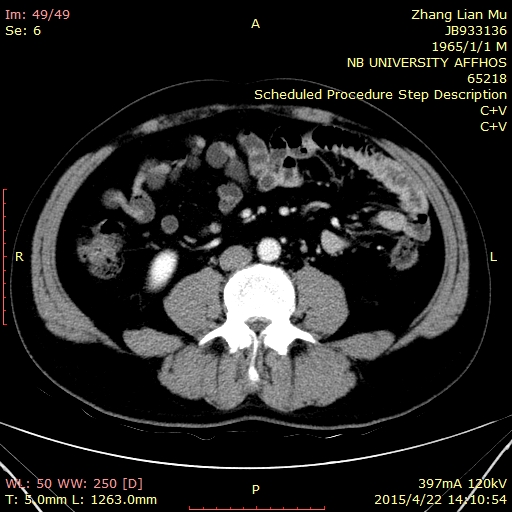 Im: 49/49
Se: 6
A
Zhang Lian Mu
JB933136
1965/1/1 M
NB UNIVERSITY AFFHOS
65218
Scheduled Procedure Step Description
C+V
C+V
R
L
WL: 50 WW: 250 [D]
T: 5.0mm L: 1263.0mm
P
397mA 120kV
2015/4/22 14:10:54